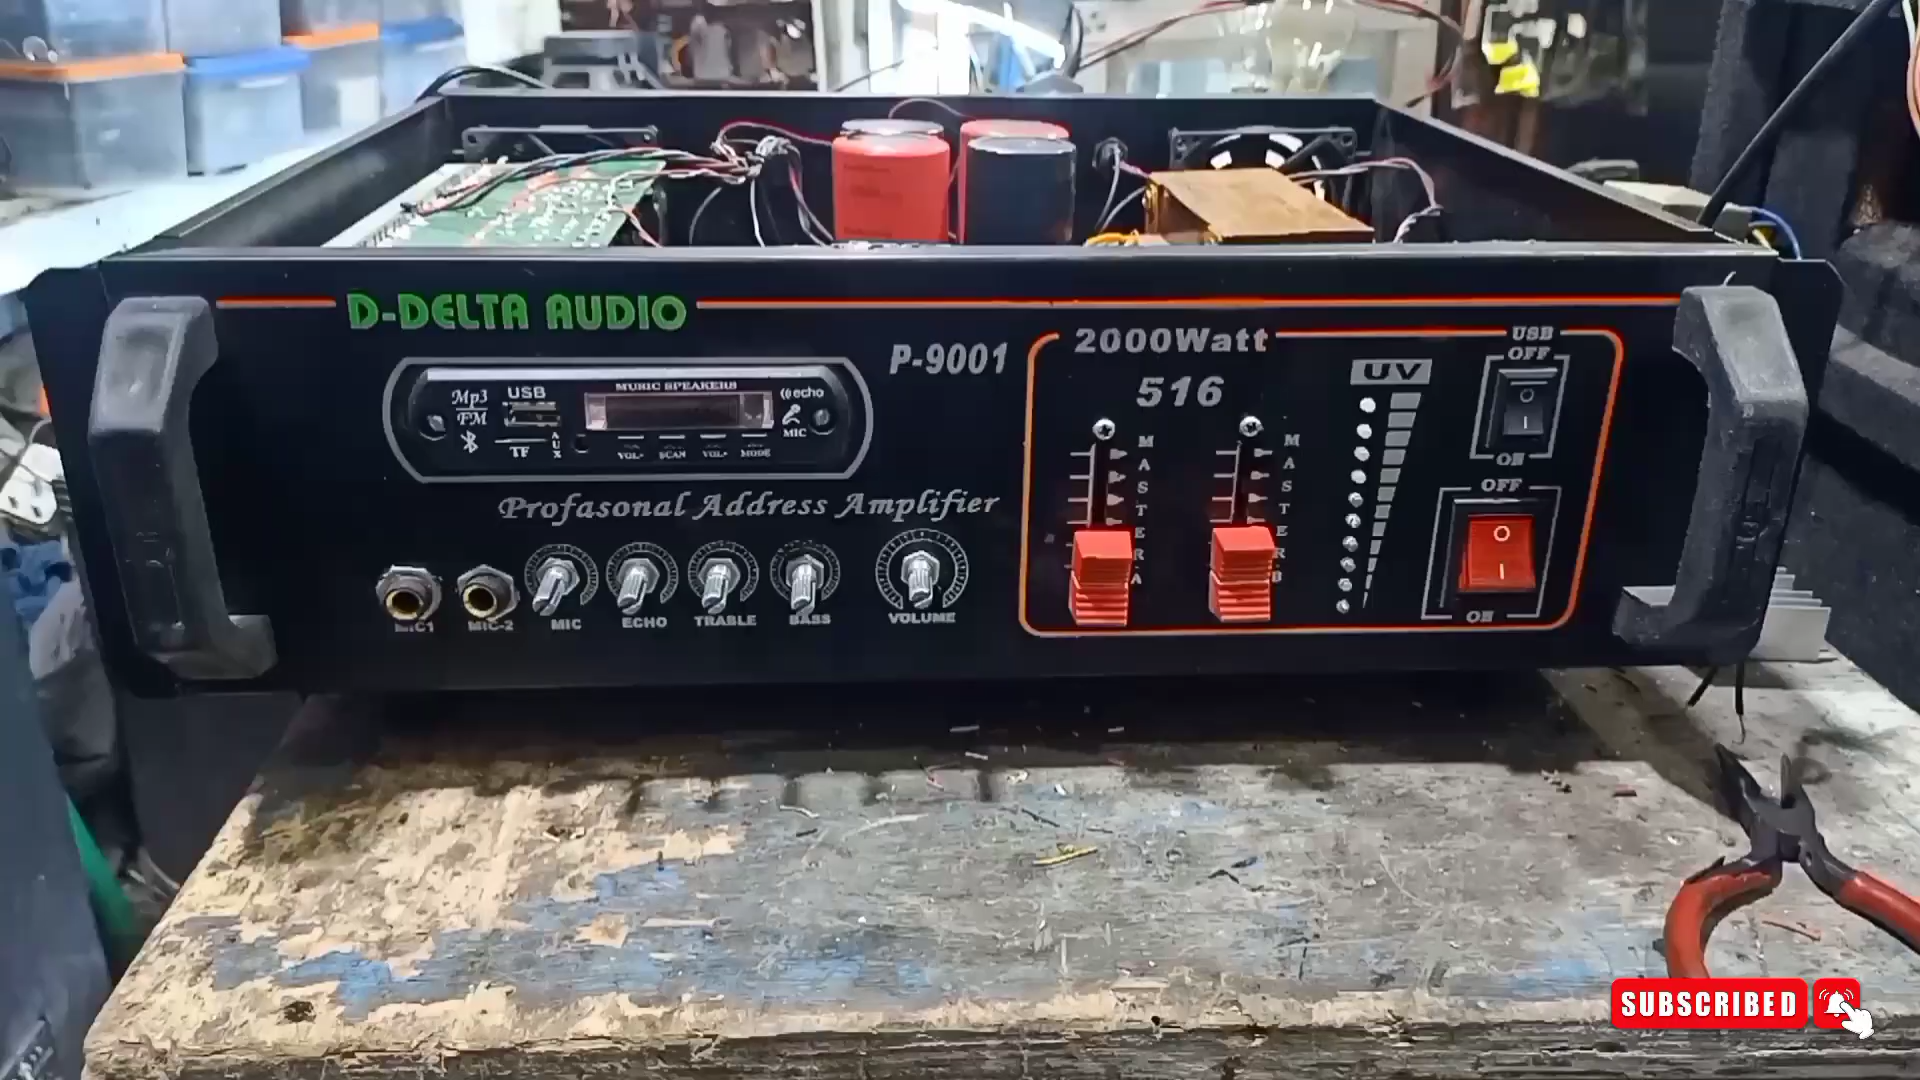 D-DELTA AUDIO
P-9001
2000Watt
516
USB
OFF
ON
UV
Mp3
FM
USB
TF
AUX
MURIC SPEAKERS
VOL-
SCAN
VOL+
MODE
echo
MIC
Profasonal Address Amplifier
MASTER-A
MASTER-B
OFF
ON
MIC1
MIC-2
MIC
ECHO
TRABLE
BASS
VOLUME
SUBSCRIBED